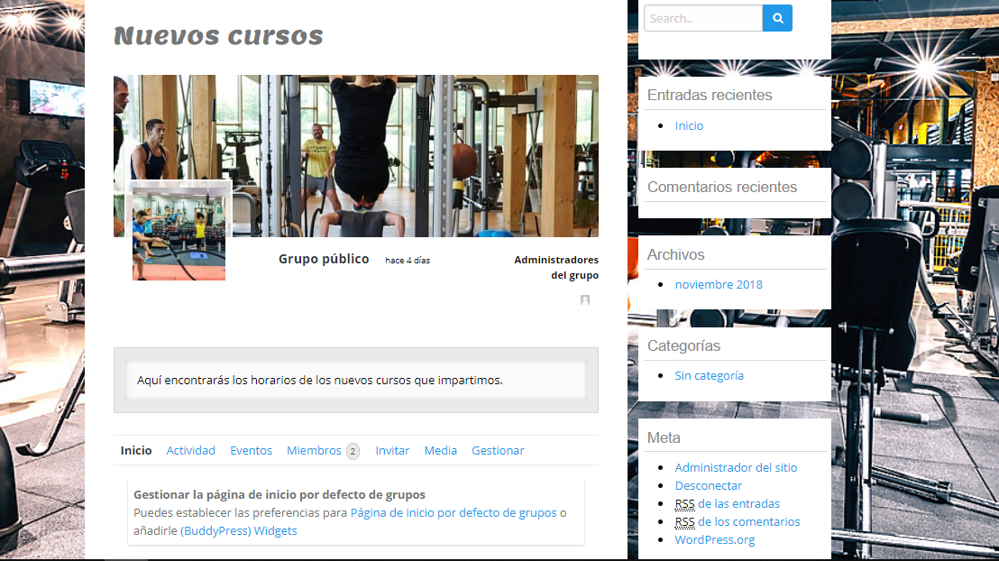 Nuevos cursos
Grupo público
hace 4 días
Administradores
del grupo
Aquí encontrarás los horarios de los nuevos cursos que impartimos.
Inicio Actividad Eventos Miembros 2 Invitar Media Gestionar
Gestionar la página de inicio por defecto de grupos
Puedes establecer las preferencias para Página de inicio por defecto de grupos o
añadirle (BuddyPress) Widgets
Search..
Entradas recientes
Inicio
Comentarios recientes
Archivos
noviembre 2018
Categorías
Sin categoría
Meta
Administrador del sitio
Desconectar
RSS de las entradas
RSS de los comentarios
WordPress.org